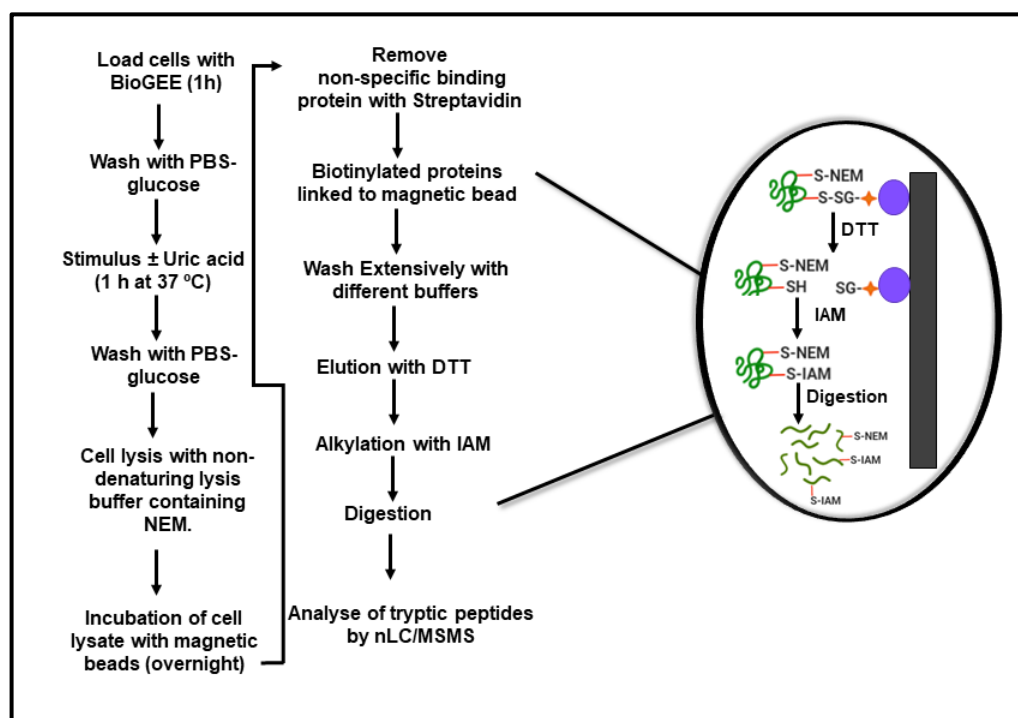 Load cells with
BioGEE (1h)
Wash with PBS-
glucose
Stimulus ± Uric acid
(1 h at 37 ºC)
Wash with PBS-
glucose
Cell lysis with non-
denaturing lysis
buffer containing
NEM.
Incubation of cell
lysate with magnetic
beads (overnight)
Remove
non-specific binding
protein with Streptavidin
Biotinylated proteins
linked to magnetic bead
Wash Extensively with
different buffers
Elution with DTT
Alkylation with IAM
Digestion
Analyse of tryptic peptides
by nLC/MSMS
S-NEM
S-SG-
DTT
S-NEM
SH
SG-
IAM
S-NEM
S-IAM
Digestion
S-NEM
S-IAM
S-IAM